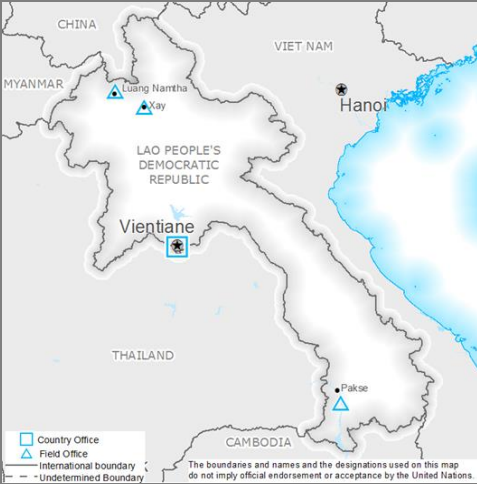 CHINA
VIET NAM
MYANMAR
Luang Namtha
Xay
Hanoi
LAO PEOPLE'S
DEMOCRATIC
REPUBLIC
Vientiane
THAILAND
Pakse
CAMBODIA
Country Office
Field Office
International boundary
Undetermined Boundary
K
The boundaries and names and the designations used on this map
do not imply official endorsement or acceptance by the United Nations.